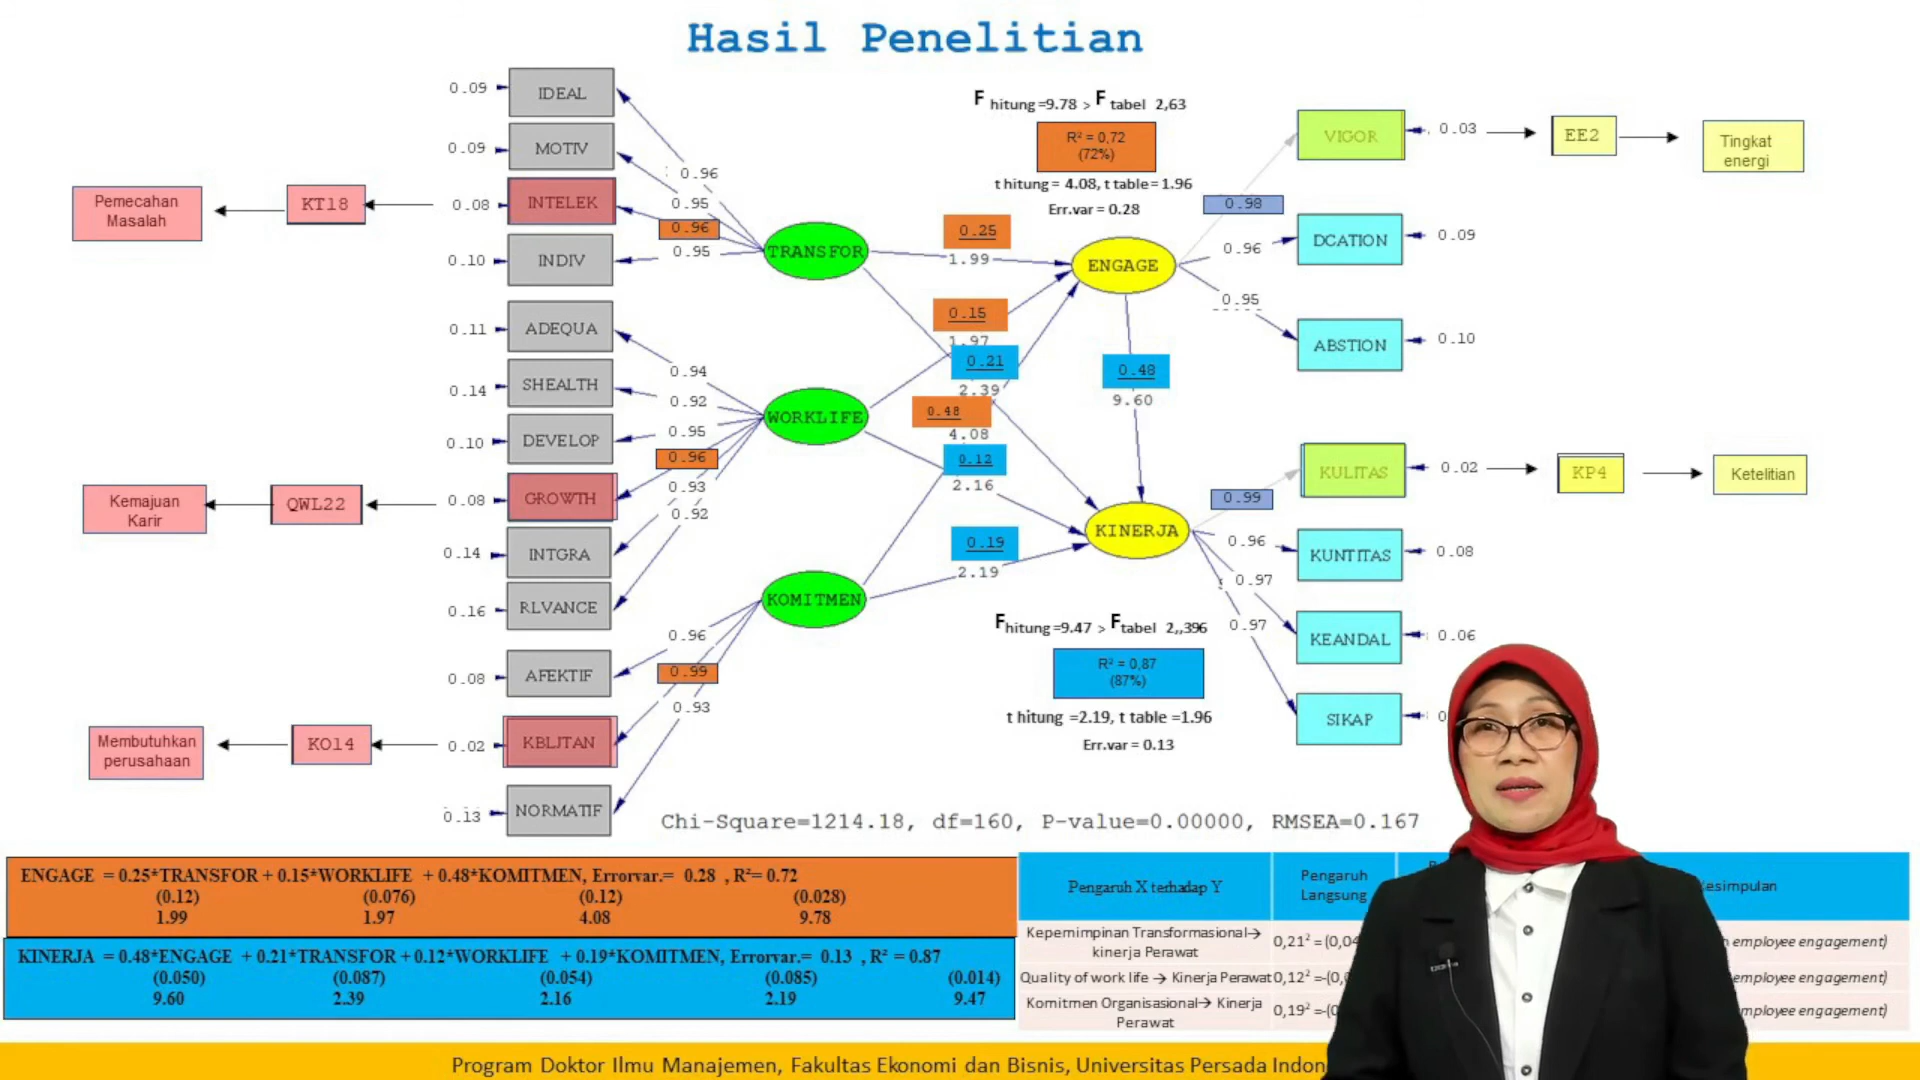 Hasil Penelitian
0.09 IDEAL
0.09 MOTIV
Pemecahan
Masalah
KT18
0.08 INTELEK
0.10 INDIV
0.11 ADEQUA
0.14 SHEALTH
0.10 DEVELOP
Kemajuan
Karir
QWL22
0.08 GROWTH
0.14 INTGRA
0.16 RLVANCE
0.08 AFEKTIF
Membutuhkan
perusahaan
KO14
0.02 KBLJTAN
0.13 NORMATIF
0.96
0.95
0.96
0.95
TRANSFOR
0.94
0.92
0.95
0.96
0.93
0.92
WORKLIFE
0.96
0.99
0.93
KOMITMEN
0.25
1.99
0.15
1.97
0.21
2.39
0.48
4.08
0.12
2.16
0.19
2.19
F hitung =9.78 > F tabel 2,63
R² = 0,72
(72%)
t hitung = 4.08, t table = 1.96
Err.var = 0.28
ENGAGE
0.48
9.60
KINERJA
F hitung =9.47 > F tabel 2,,396
R² = 0,87
(87%)
t hitung =2.19, t table =1.96
Err.var = 0.13
0.98
0.96
0.95
VIGOR 0.03 EE2
Tingkat
energi
DCATION 0.09
ABSTION 0.10
0.99
0.96
0.97
0.97
KULITAS 0.02 KP4 Ketelitian
KUNTITAS 0.08
KEANDAL 0.06
SIKAP
Chi-Square=1214.18, df=160, P-value=0.00000, RMSEA=0.167
ENGAGE = 0.25*TRANSFOR + 0.15*WORKLIFE + 0.48*KOMITMEN, Errorvar.= 0.28 , R²= 0.72
(0.12) (0.076) (0.12) (0.028)
1.99 1.97 4.08 9.78
KINERJA = 0.48*ENGAGE + 0.21*TRANSFOR + 0.12*WORKLIFE + 0.19*KOMITMEN, Errorvar.= 0.13 , R² = 0.87
(0.050) (0.087) (0.054) (0.085) (0.014)
9.60 2.39 2.16 2.19 9.47
Pengaruh X terhadap Y
Pengaruh
Langsung
Kepemimpinan Transformasional→
kinerja Perawat
0,21² =(0,04
employee engagement)
Quality of work life → Kinerja Perawat 0,12² =(0,
employee engagement)
Komitmen Organisasional→ Kinerja
Perawat
0,19² =(0
employee engagement)
Program Doktor Ilmu Manajemen, Fakultas Ekonomi dan Bisnis, Universitas Persada Indon